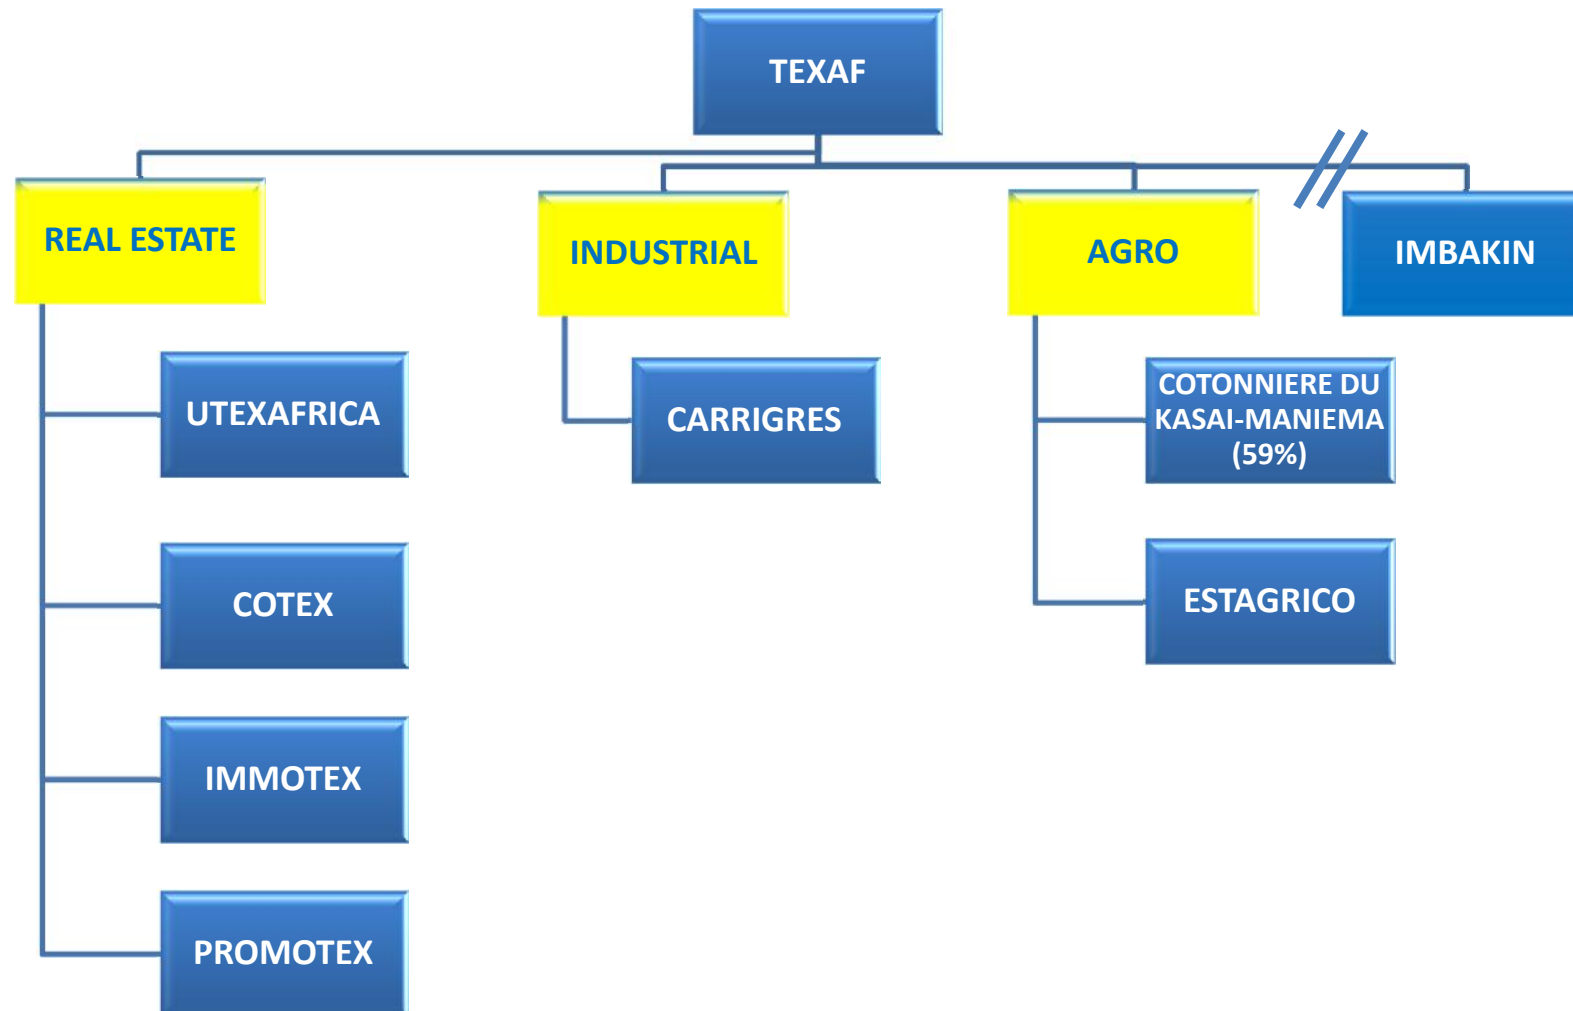 TEXAF
REAL ESTATE
INDUSTRIAL
AGRO
IMBAKIN
UTEXAFRICA
COTEX
IMMOTEX
PROMOTEX
CARRIGRES
COTONNIERE DU
KASAI-MANIEMA
(59%)
ESTAGRICO